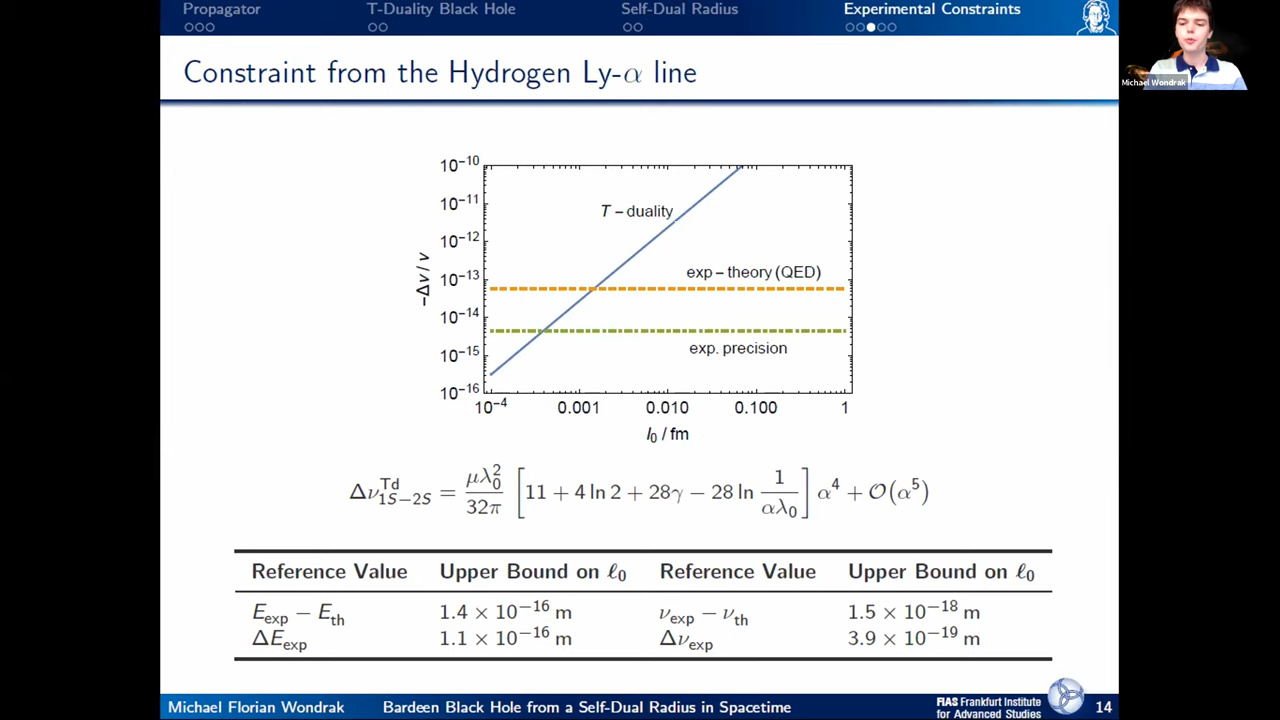 Propagator T-Duality Black Hole Self-Dual Radius Experimental Constraints
Michael Wondrak
Constraint from the Hydrogen Ly-α line
10⁻¹⁰
10⁻¹¹
10⁻¹²
10⁻¹³
10⁻¹⁴
10⁻¹⁵
10⁻¹⁶
-Δν / ν
T – duality
exp – theory (QED)
exp. precision
10⁻⁴ 0.001 0.010 0.100 1
l₀ / fm
Δν^Td_1S−2S = μλ₀²/32π [11 + 4 ln 2 + 28γ − 28 ln 1/αλ₀] α⁴ + O(α⁵)
Reference Value Upper Bound on ℓ₀ Reference Value Upper Bound on ℓ₀
E_exp − E_th 1.4 × 10⁻¹⁶ m ν_exp − ν_th 1.5 × 10⁻¹⁸ m
ΔE_exp 1.1 × 10⁻¹⁶ m Δν_exp 3.9 × 10⁻¹⁹ m
Michael Florian Wondrak Bardeen Black Hole from a Self-Dual Radius in Spacetime FIAS Frankfurt Institute 14
for Advanced Studies